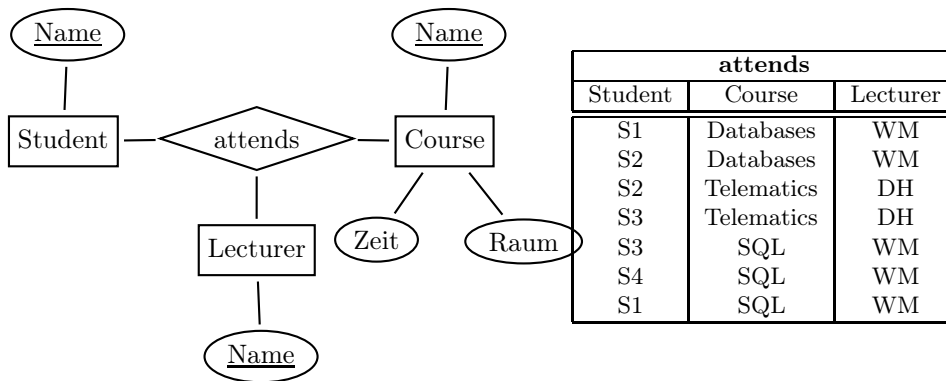 Name
Name
Student
attends
Course
Lecturer
Zeit
Raum
Name
attends
Student Course Lecturer
S1 Databases WM
S2 Databases WM
S2 Telematics DH
S3 Telematics DH
S3 SQL WM
S4 SQL WM
S1 SQL WM